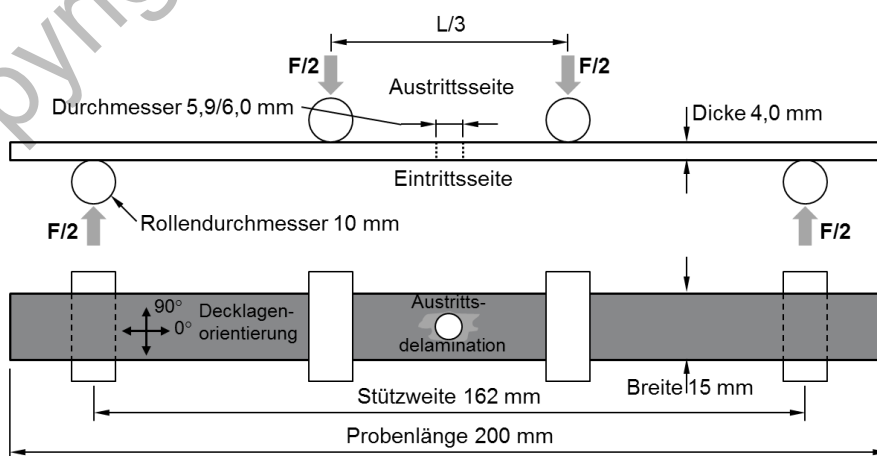 L/3
F/2
F/2
Austrittsseite
Durchmesser 5,9/6,0 mm
Dicke 4,0 mm
Eintrittsseite
Rollendurchmesser 10 mm
F/2
F/2
90°
0°
Decklagen-
orientierung
Austritts-
delamination
Breite 15 mm
Stützweite 162 mm
Probenlänge 200 mm